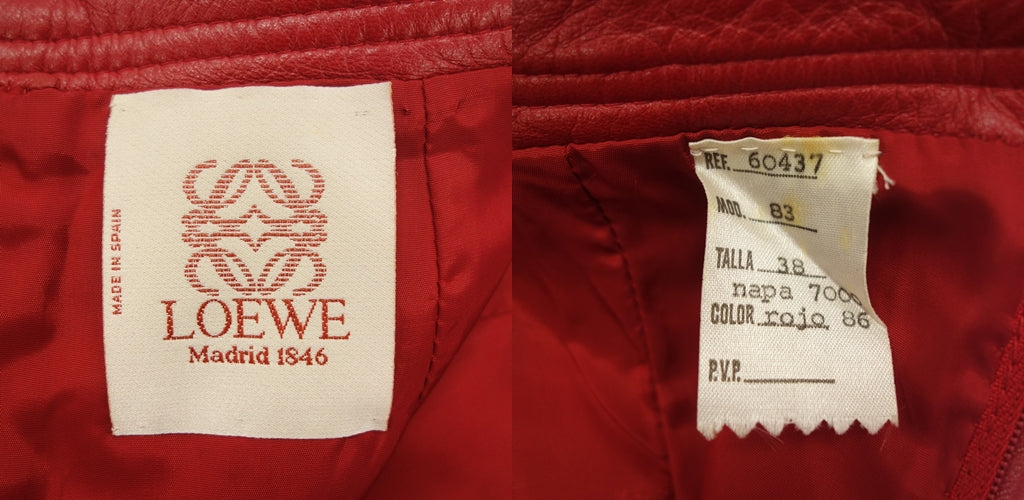 MADE IN SPAIN
LOEWE
Madrid 1846
REF. 60437
MOD. 83
TALLA 38
napa 7000
COLOR rojo 86
P.V.P.